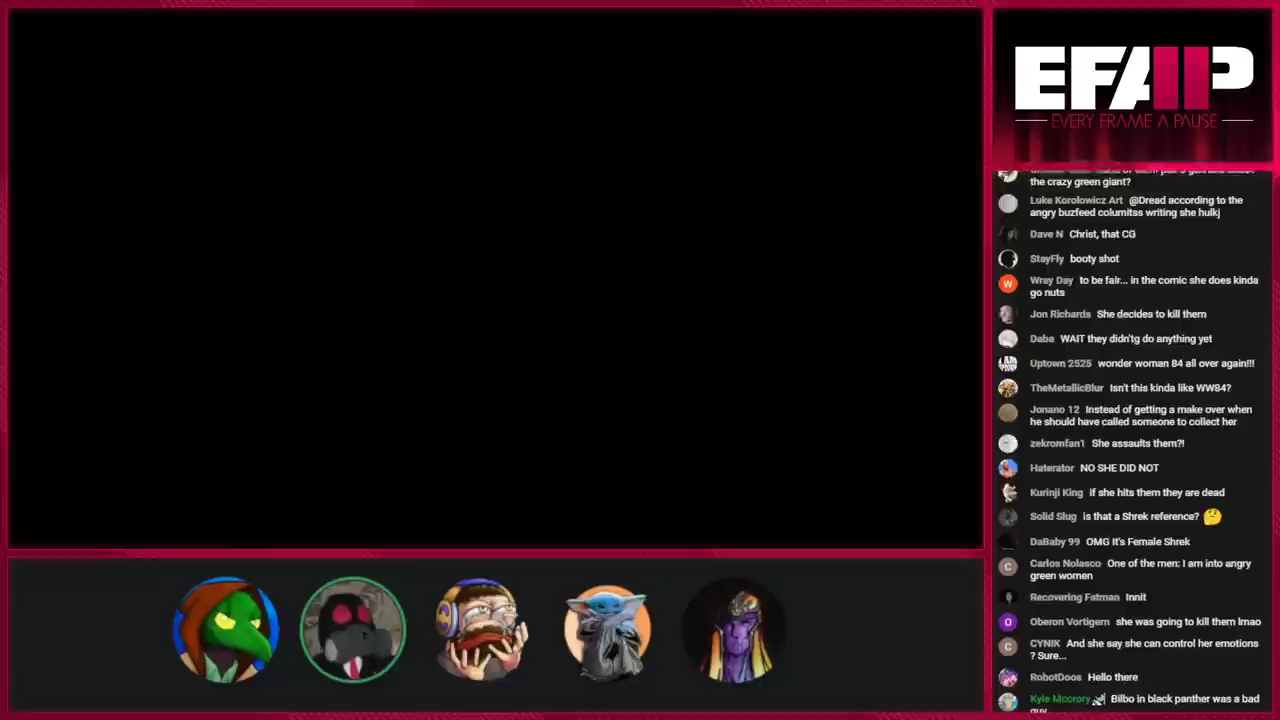 EFAP
EVERY FRAME A PAUSE
the crazy green giant?
Luke Korolowicz Art @Dread according to the
angry buzfeed columitss writing she hulkj
Dave N Christ, that CG
StayFly booty shot
W
Wray Day to be fair... in the comic she does kinda
go nuts
Jon Richards She decides to kill them
Daba WAIT they didn'tg do anything yet
Uptown 2525 wonder woman 84 all over again!!!
TheMetallicBlur Isn't this kinda like WW84?
Jonano 12 Instead of getting a make over when
he should have called someone to collect her
zekromfan1 She assaults them?!
Haterator NO SHE DID NOT
Kurinji King if she hits them they are dead
Solid Slug is that a Shrek reference? 🤔
DaBaby 99 OMG It's Female Shrek
C
Carlos Nolasco One of the men: I am into angry
green women
Recovering Fatman Innit
O
Oberon Vortigern she was going to kill them lmao
C
CYNIK And she say she can control her emotions
? Sure...
RobotDoos Hello there
Kyle Mccrory Bilbo in black panther was a bad
guy